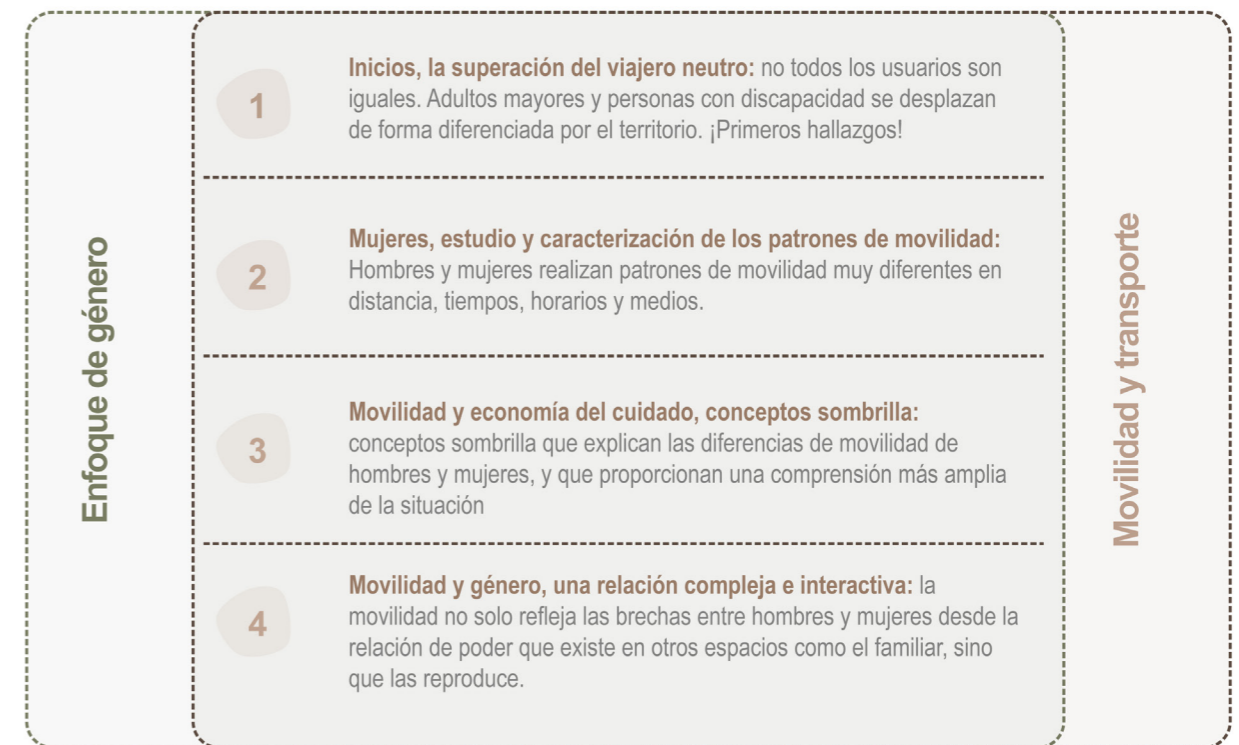 Enfoque de género
1
Inicios, la superación del viajero neutro: no todos los usuarios son
iguales. Adultos mayores y personas con discapacidad se desplazan
de forma diferenciada por el territorio. ¡Primeros hallazgos!
2
Mujeres, estudio y caracterización de los patrones de movilidad:
Hombres y mujeres realizan patrones de movilidad muy diferentes en
distancia, tiempos, horarios y medios.
3
Movilidad y economía del cuidado, conceptos sombrilla:
conceptos sombrilla que explican las diferencias de movilidad de
hombres y mujeres, y que proporcionan una comprensión más amplia
de la situación
4
Movilidad y género, una relación compleja e interactiva: la
movilidad no solo refleja las brechas entre hombres y mujeres desde la
relación de poder que existe en otros espacios como el familiar, sino
que las reproduce.
Movilidad y transporte